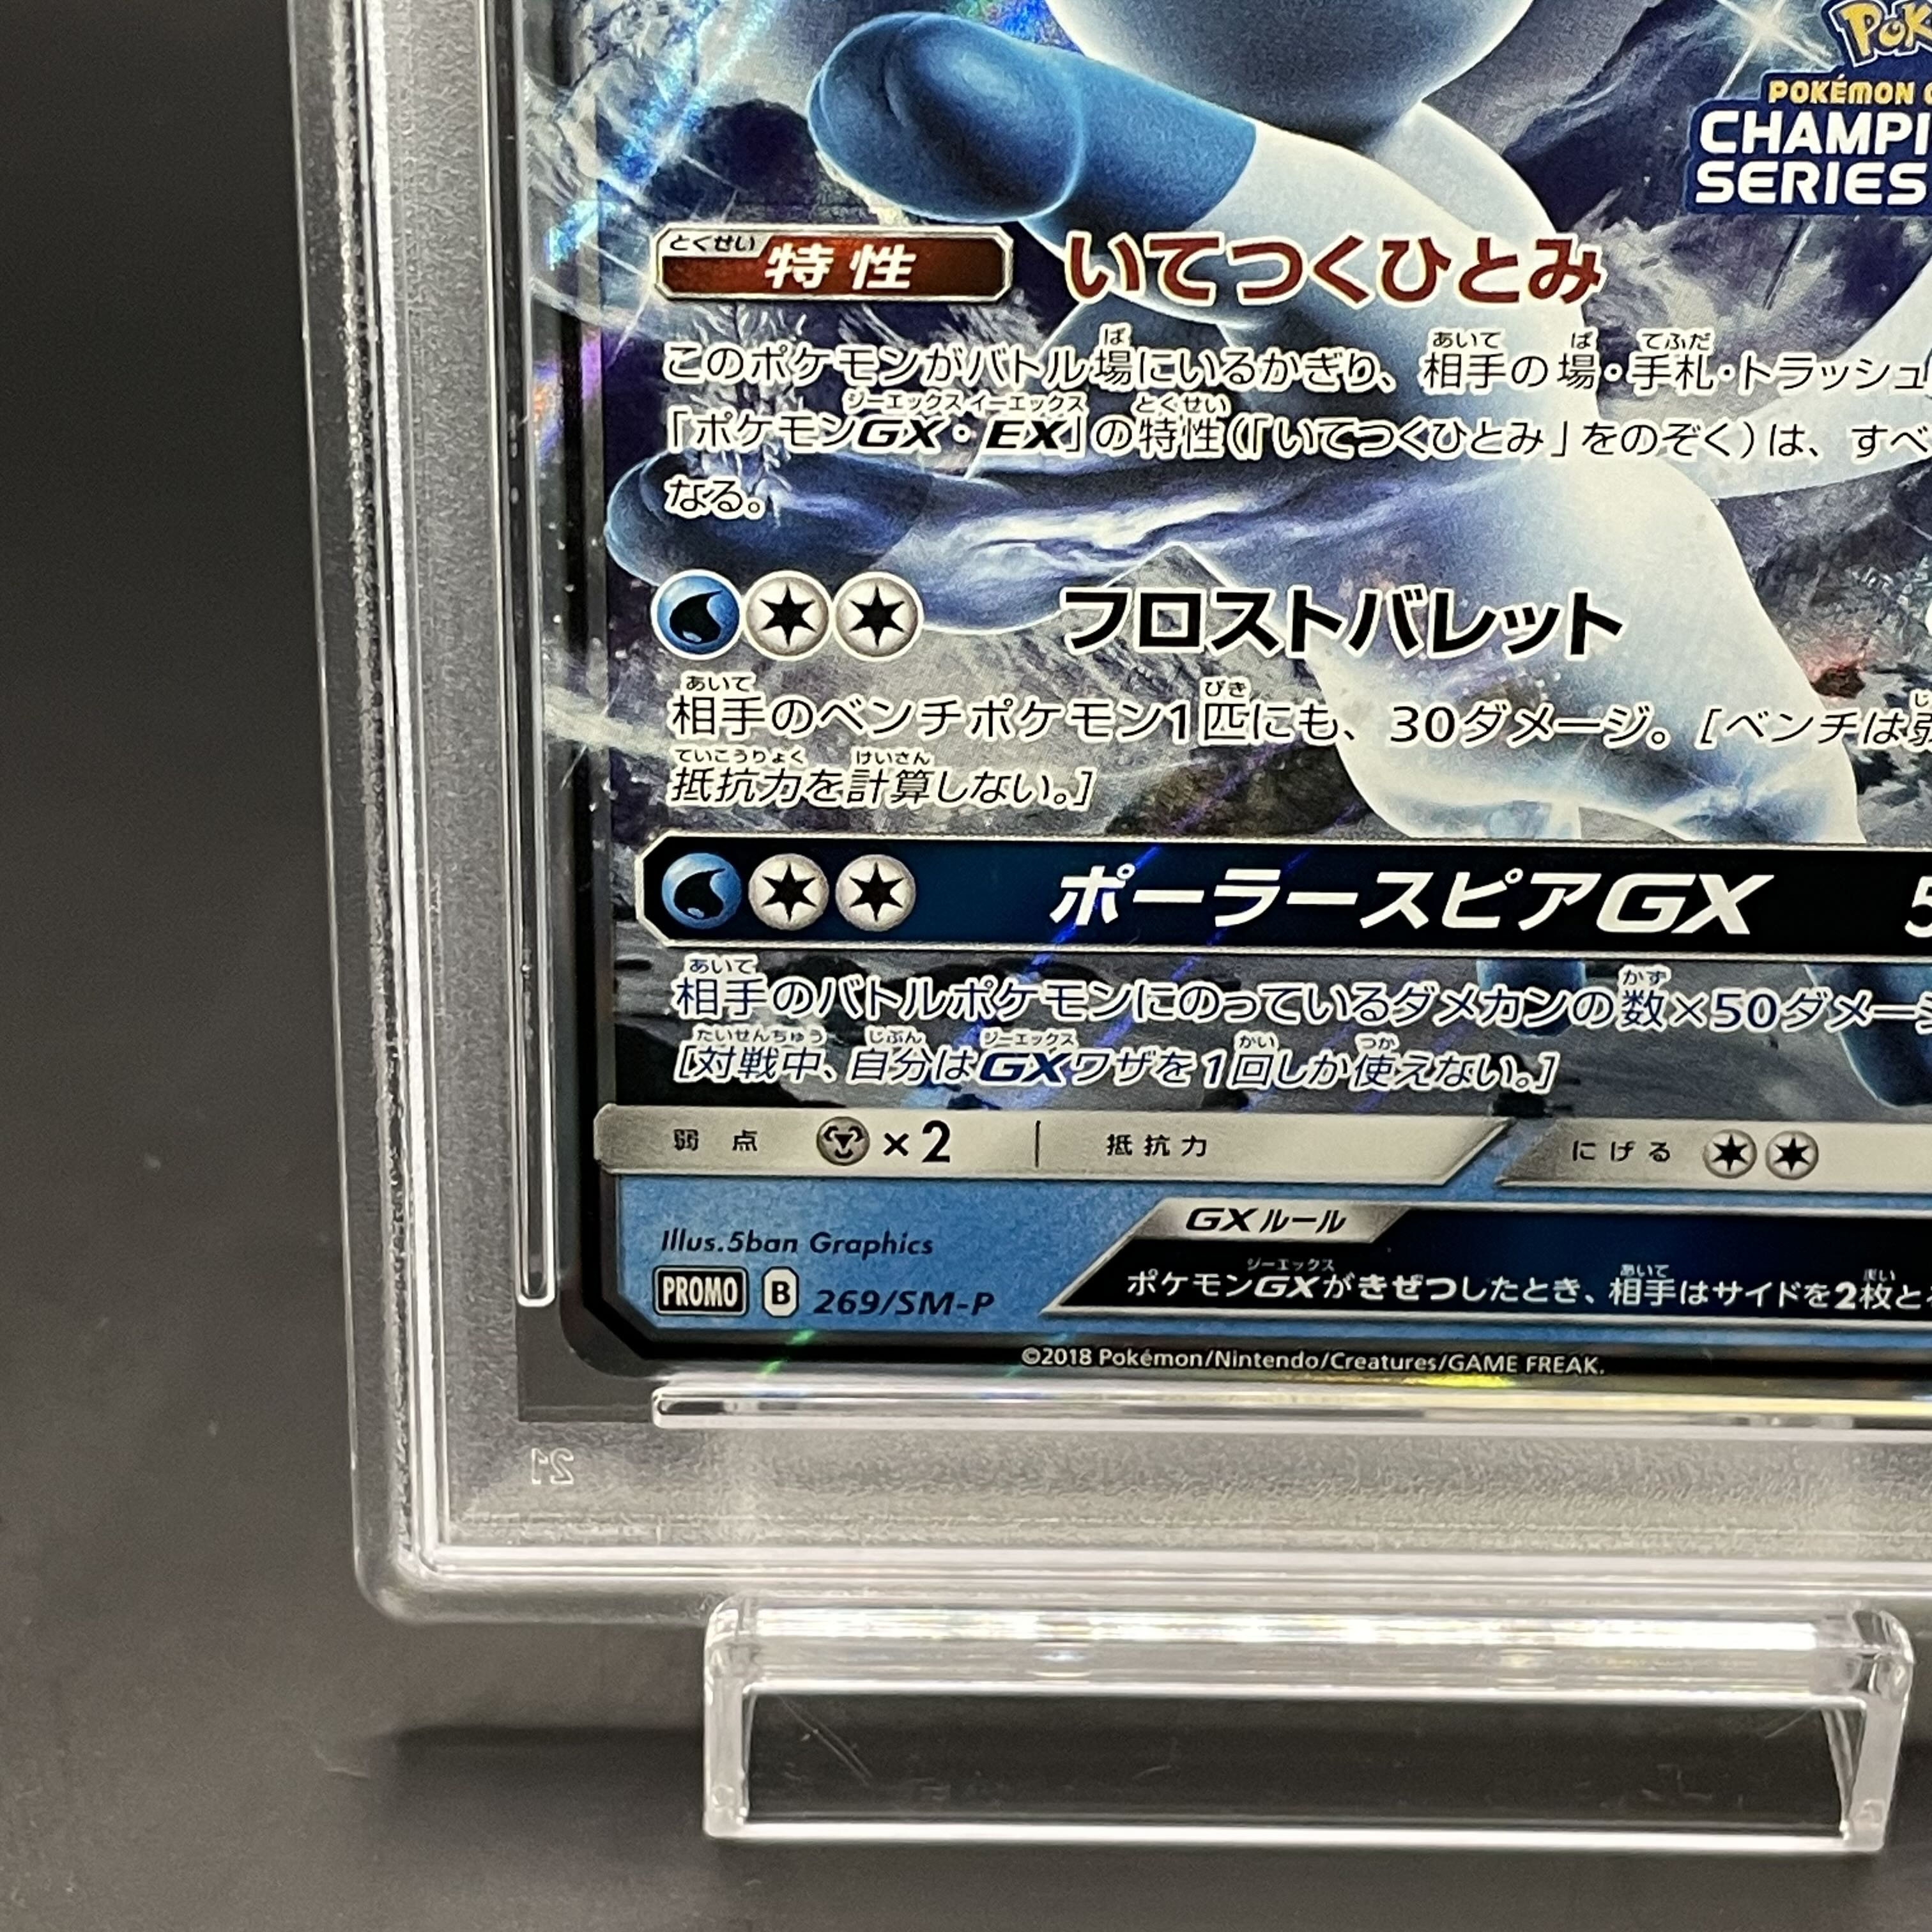 POKÉMON
CHAMPI
SERIES
とくせい
特性 いてつくひとみ
ば あいて ば てふだ
このポケモンがバトル場にいるかぎり、相手の場・手札・トラッシュ
ジーエックス イーエックス とくせい
「ポケモンGX・EX」の特性(「いてつくひとみ」をのぞく)は、すべ
なる。
フロストバレット
あいて びき
相手のベンチポケモン1匹にも、30ダメージ。[ベンチは弱
ていこうりょく けいさん
抵抗力を計算しない。]
ポーラースピアGX 5
あいて かず
相手のバトルポケモンにのっているダメカンの数×50ダメージ
たいせんちゅう じぶん ジーエックス かい つか
[対戦中、自分はGXワザを1回しか使えない。]
弱点 ×2 抵抗力 にげる
GXルール
Illus.5ban Graphics
ジーエックス あいて まい
ポケモンGXがきぜつしたとき、相手はサイドを2枚と
PROMO B 269/SM-P
©2018 Pokémon/Nintendo/Creatures/GAME FREAK.
21